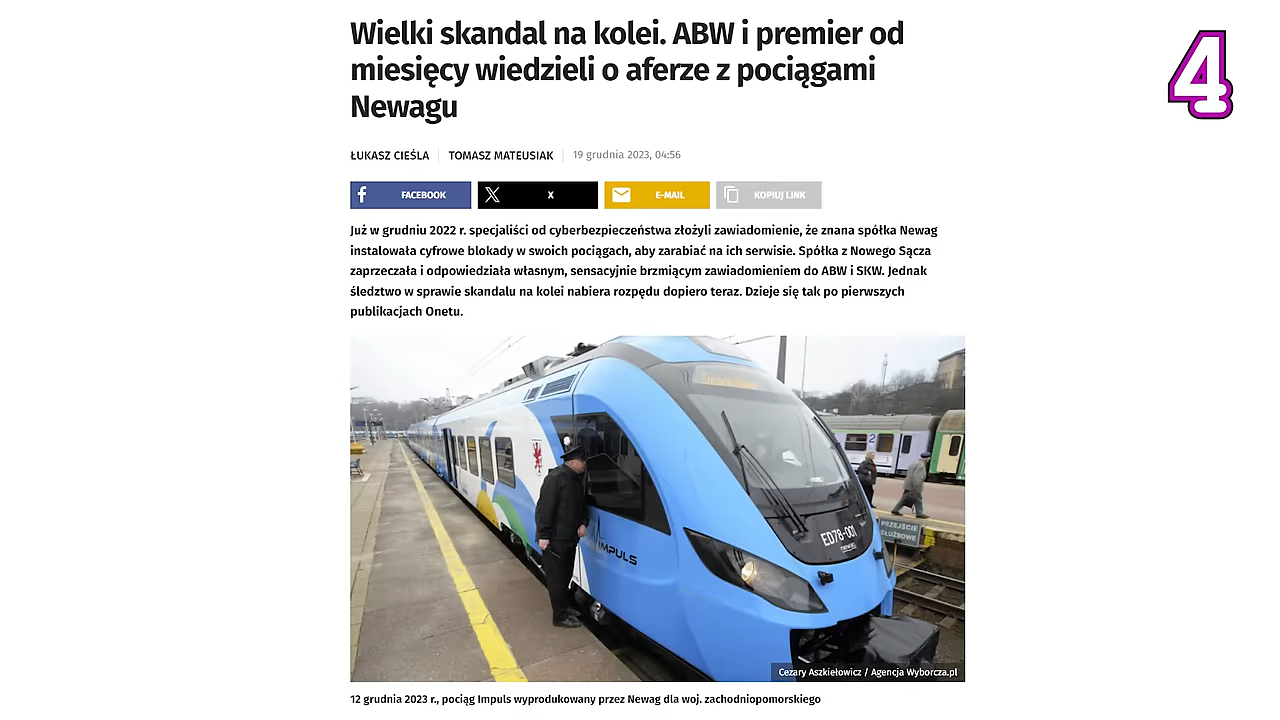 Wielki skandal na kolei. ABW i premier od
miesięcy wiedzieli o aferze z pociągami
Newagu
4
ŁUKASZ CIEŚLA
TOMASZ MATEUSIAK
19 grudnia 2023, 04:56
FACEBOOK
X
E-MAIL
KOPIUJ LINK
Już w grudniu 2022 r. specjaliści od cyberbezpieczeństwa złożyli zawiadomienie, że znana spółka Newag
instalowała cyfrowe blokady w swoich pociągach, aby zarabiać na ich serwisie. Spółka z Nowego Sącza
zaprzeczała i odpowiedziała własnym, sensacyjnie brzmiącym zawiadomieniem do ABW i SKW. Jednak
śledztwo w sprawie skandalu na kolei nabiera rozpędu dopiero teraz. Dzieje się tak po pierwszych
publikacjach Onetu.
2
PRZEJŚCIE
SŁUŻBOWE
ED78-001
newag
IMPULS
Cezary Aszkiełowicz / Agencja Wyborcza.pl
12 grudnia 2023 r., pociąg Impuls wyprodukowany przez Newag dla woj. zachodniopomorskiego